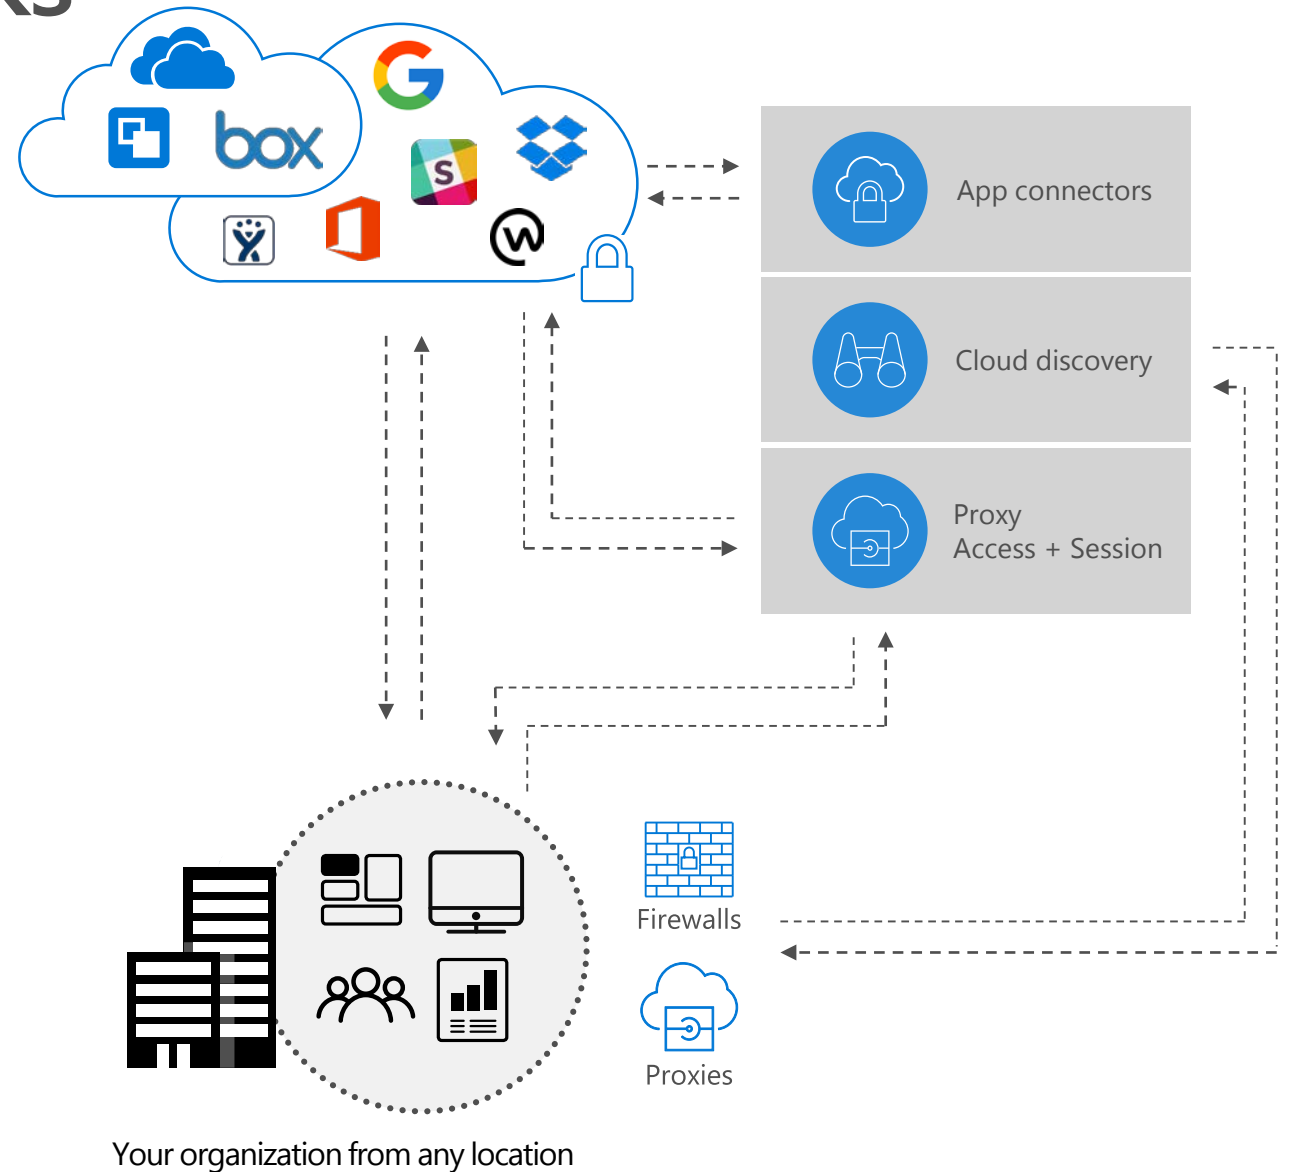 box
S
App connectors
Cloud discovery
Proxy
Access + Session
Firewalls
Proxies
Your organization from any location